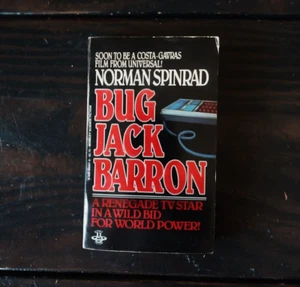 SOON TO BE A COSTA-GAVRAS
FILM FROM UNIVERSAL!
NORMAN SPINRAD
BUG
JACK
BARRON
A RENEGADE TV STAR
IN A WILD BID
FOR WORLD POWER!